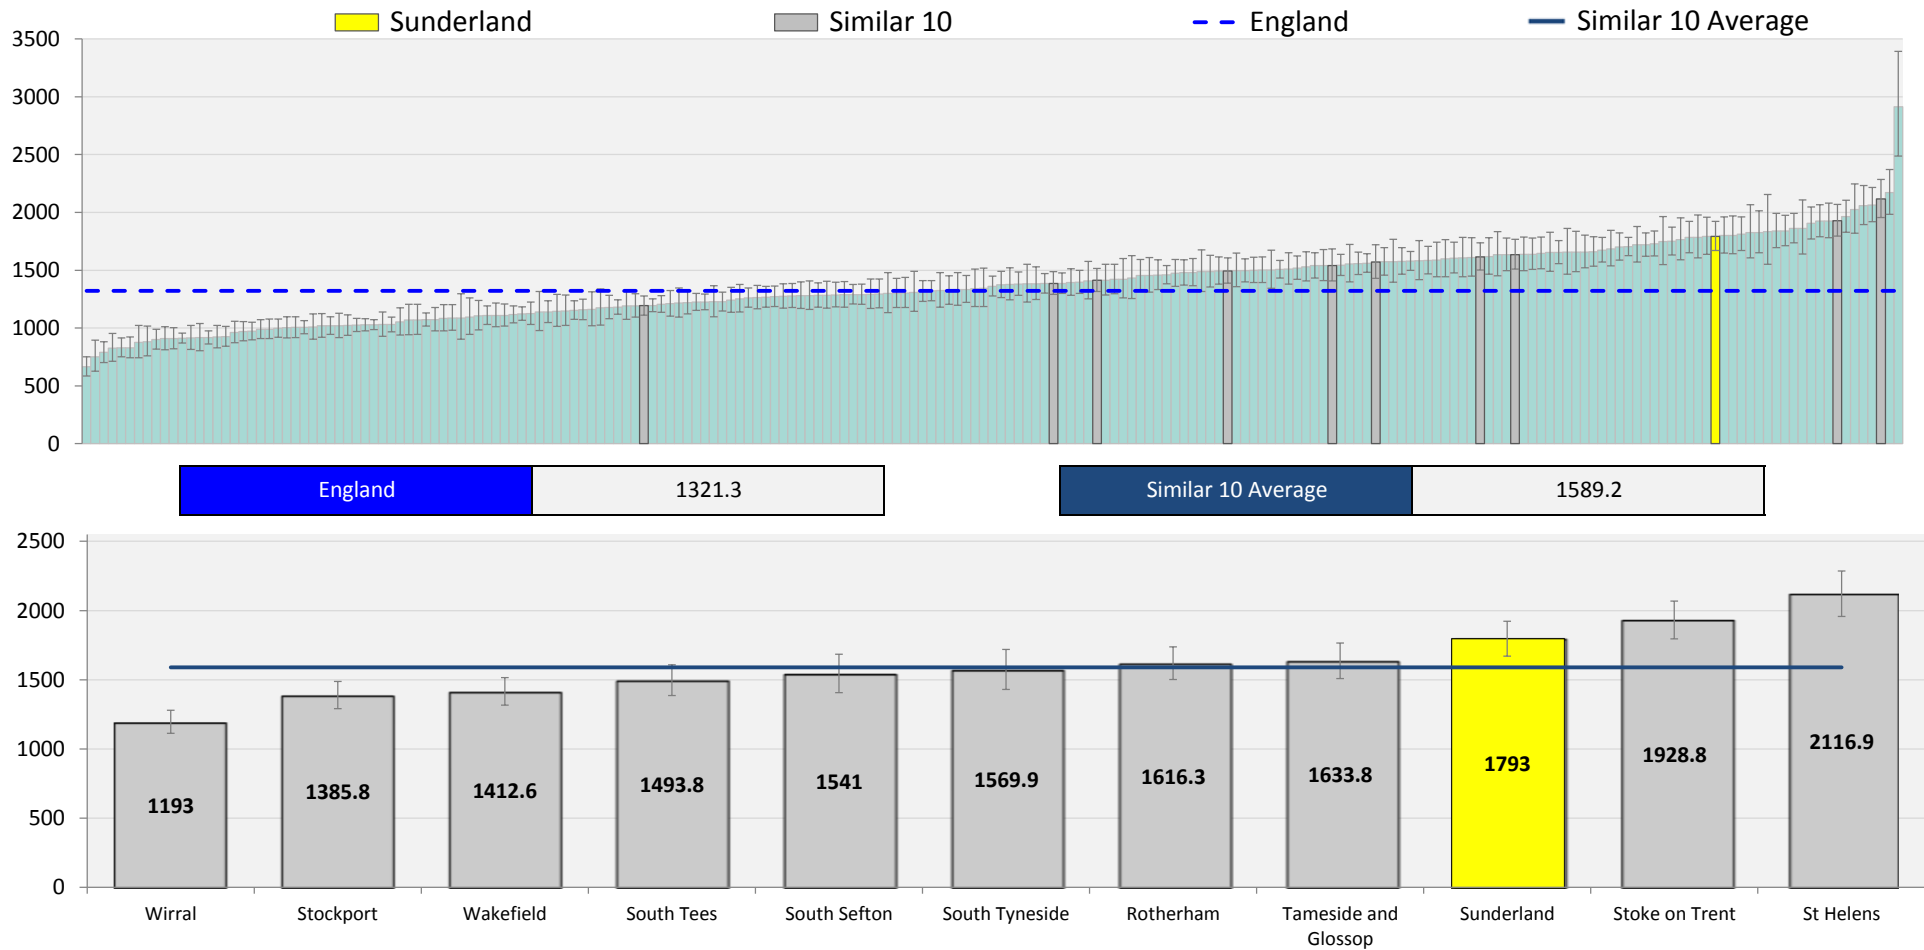 Sunderland
Similar 10
England
Similar 10 Average
3500
3000
2500
2000
1500
1000
500
0
England 1321.3
Similar 10 Average 1589.2
2500
2000
1500
1000
500
0
1193 1385.8 1412.6 1493.8 1541 1569.9 1616.3 1633.8 1793 1928.8 2116.9
Wirral Stockport Wakefield South Tees South Sefton South Tyneside Rotherham Tameside and Sunderland Stoke on Trent St Helens
Glossop